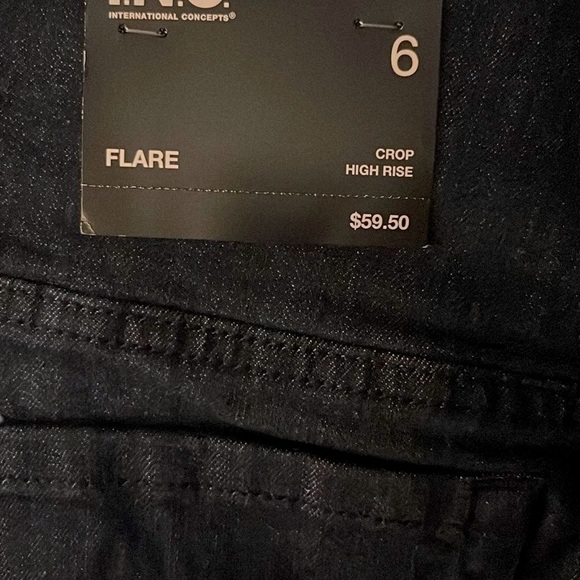 I.N.C.
INTERNATIONAL CONCEPTS®
6
FLARE
CROP
HIGH RISE
$59.50